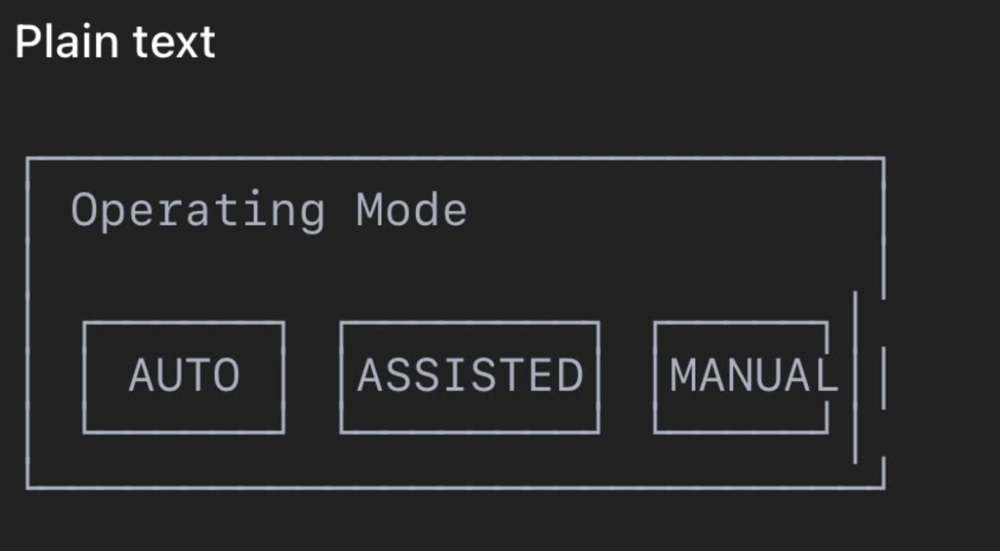 Plain text
Operating Mode
AUTO ASSISTED MANUAL